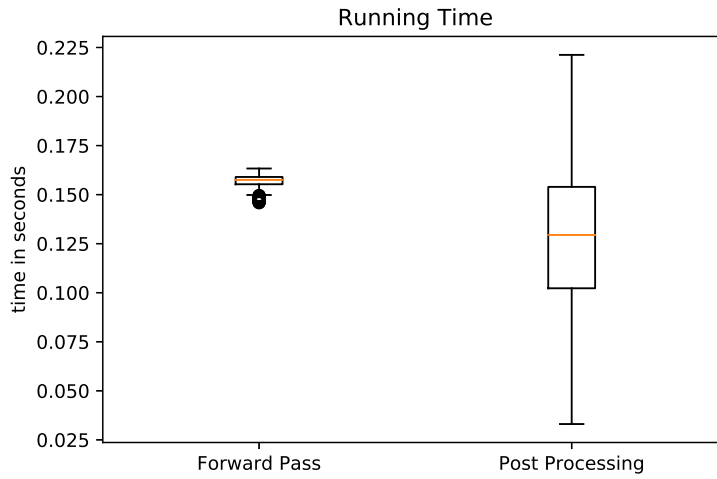 Running Time
time in seconds
0.225
0.200
0.175
0.150
0.125
0.100
0.075
0.050
0.025
Forward Pass
Post Processing